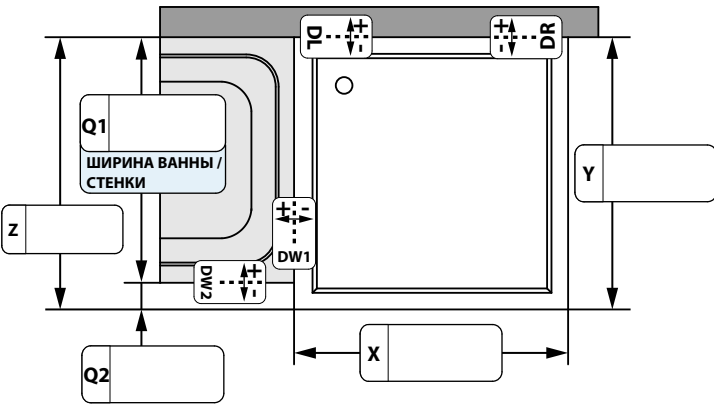 DL + -
+ - DR
Q1
ШИРИНА ВАННЫ /
СТЕНКИ
Y
Z
+ -
DW1
DW2 + -
X
Q2